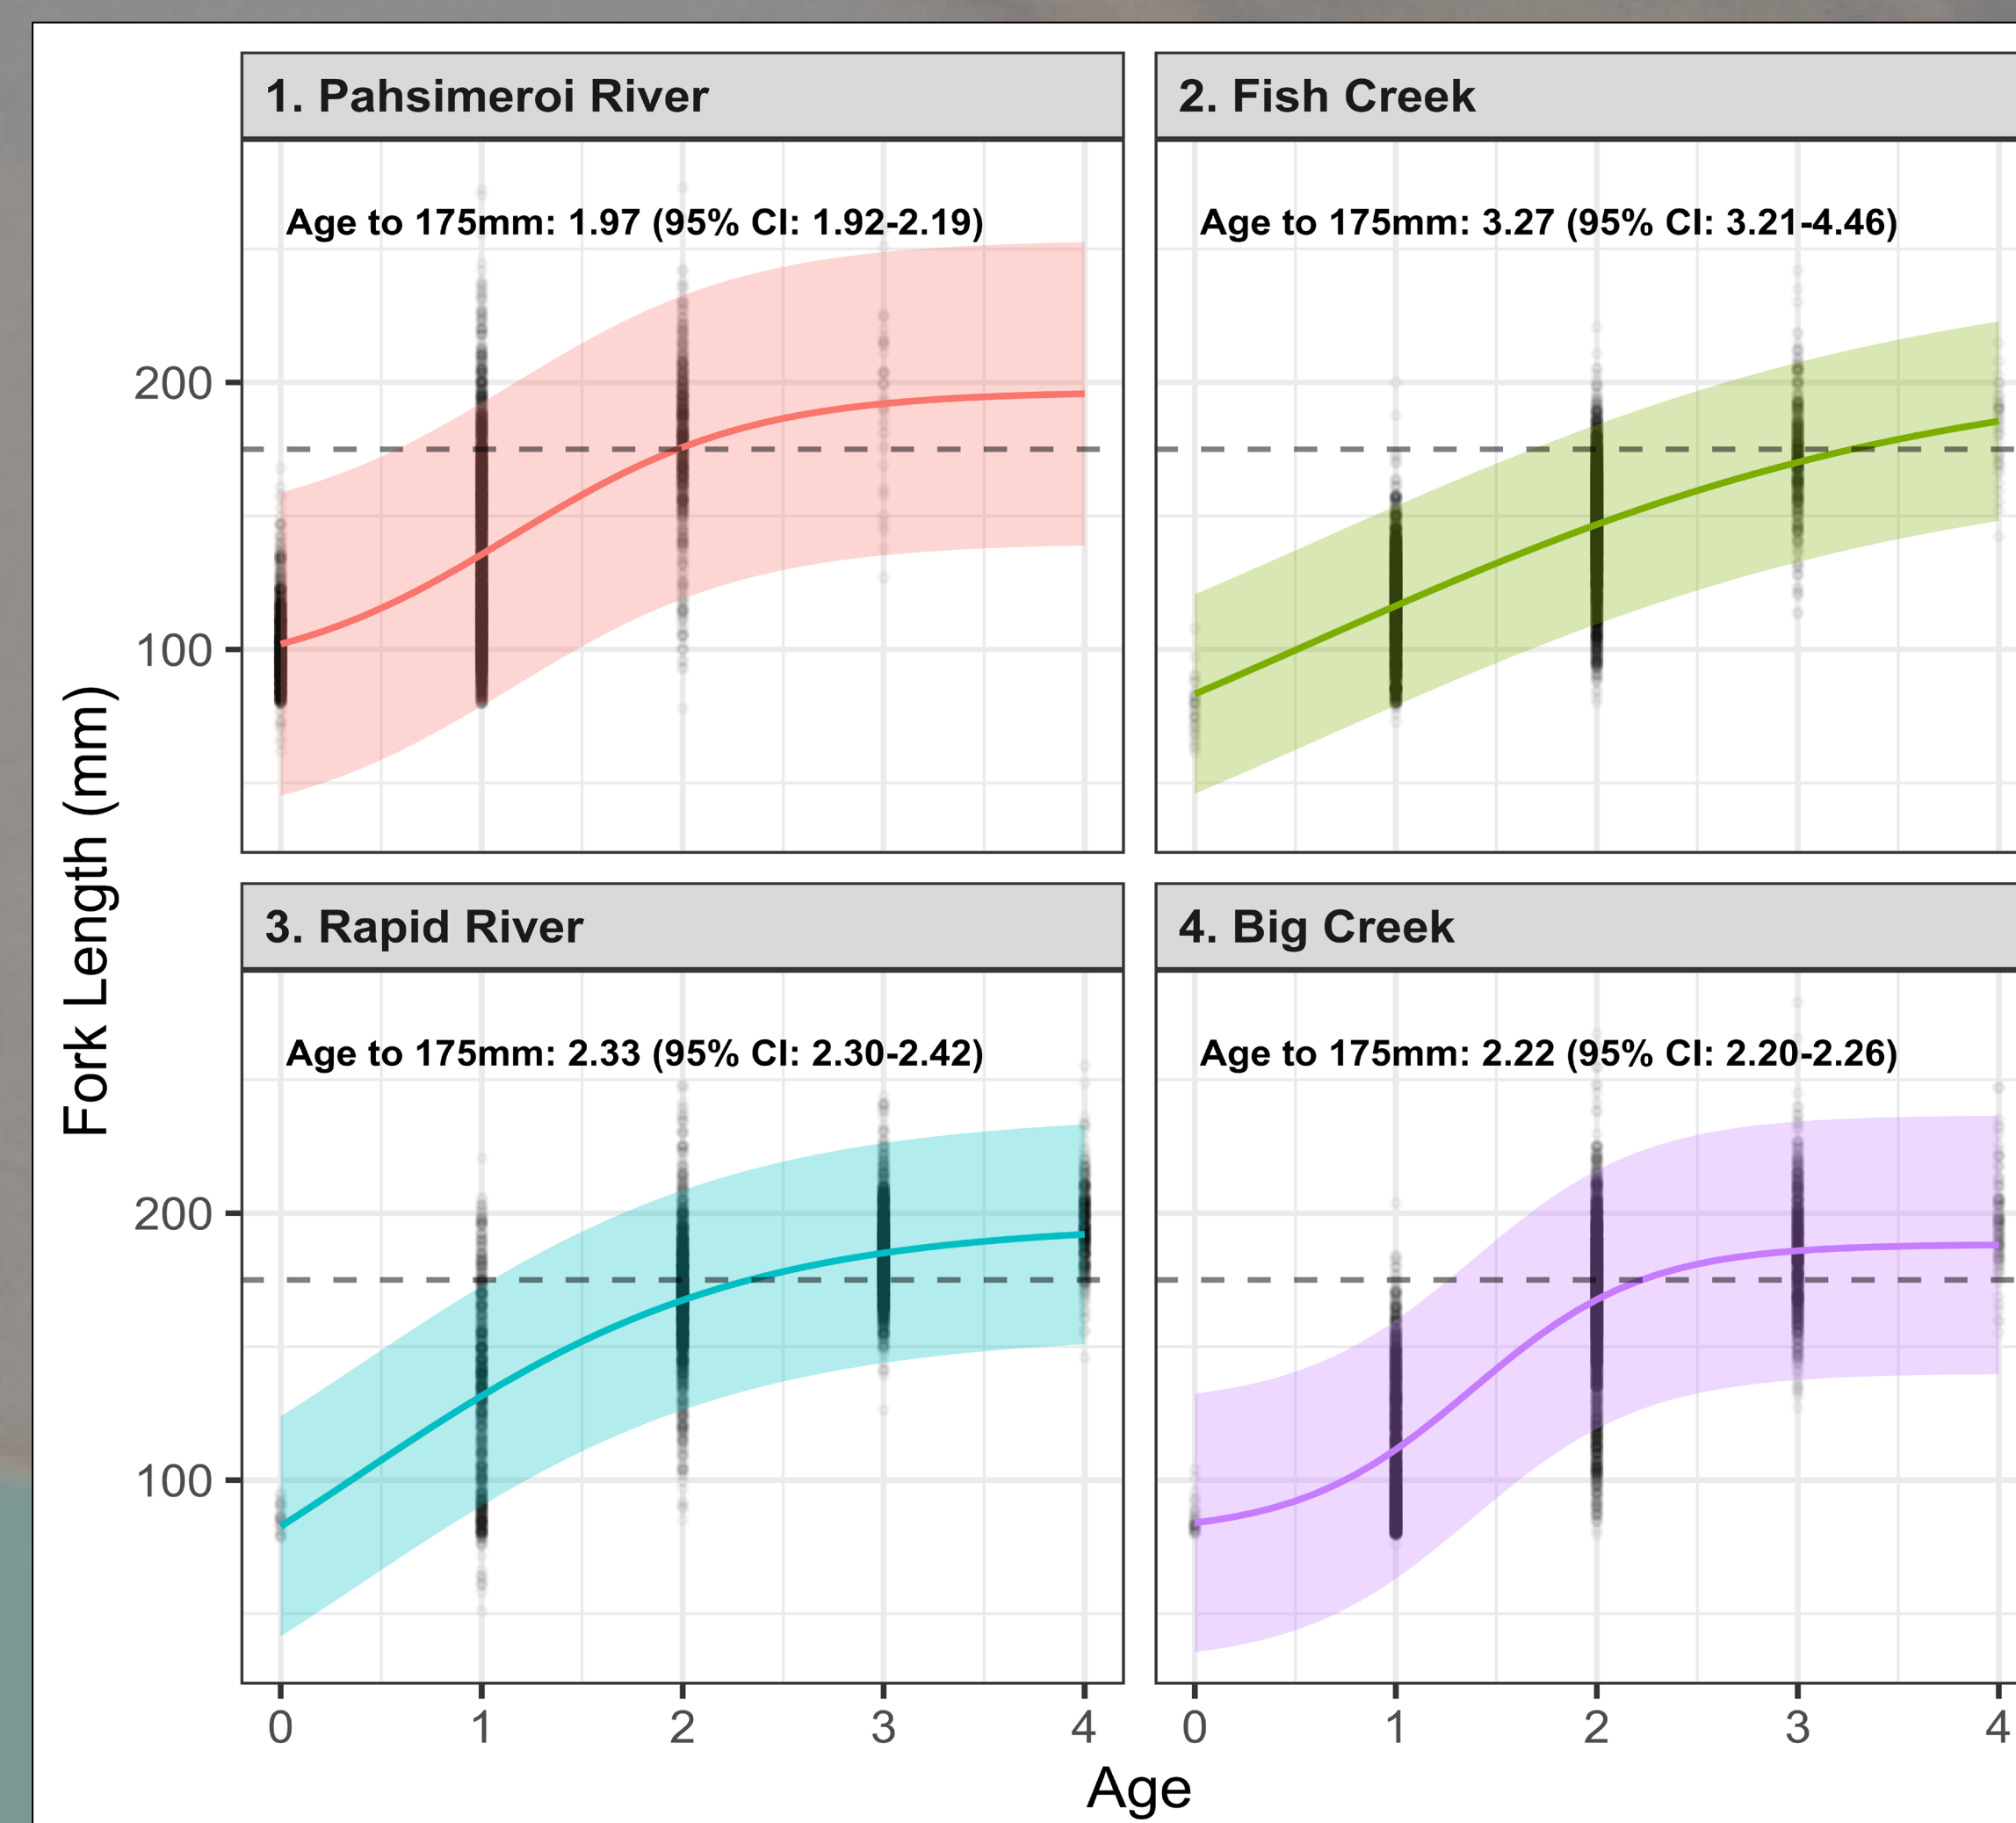 1. Pahsimeroi River
Age to 175mm: 1.97 (95% CI: 1.92-2.19)
2. Fish Creek
Age to 175mm: 3.27 (95% CI: 3.21-4.46)
200
100
Fork Length (mm)
3. Rapid River
Age to 175mm: 2.33 (95% CI: 2.30-2.42)
4. Big Creek
Age to 175mm: 2.22 (95% CI: 2.20-2.26)
200
100
0 1 2 3 4
0 1 2 3 4
Age